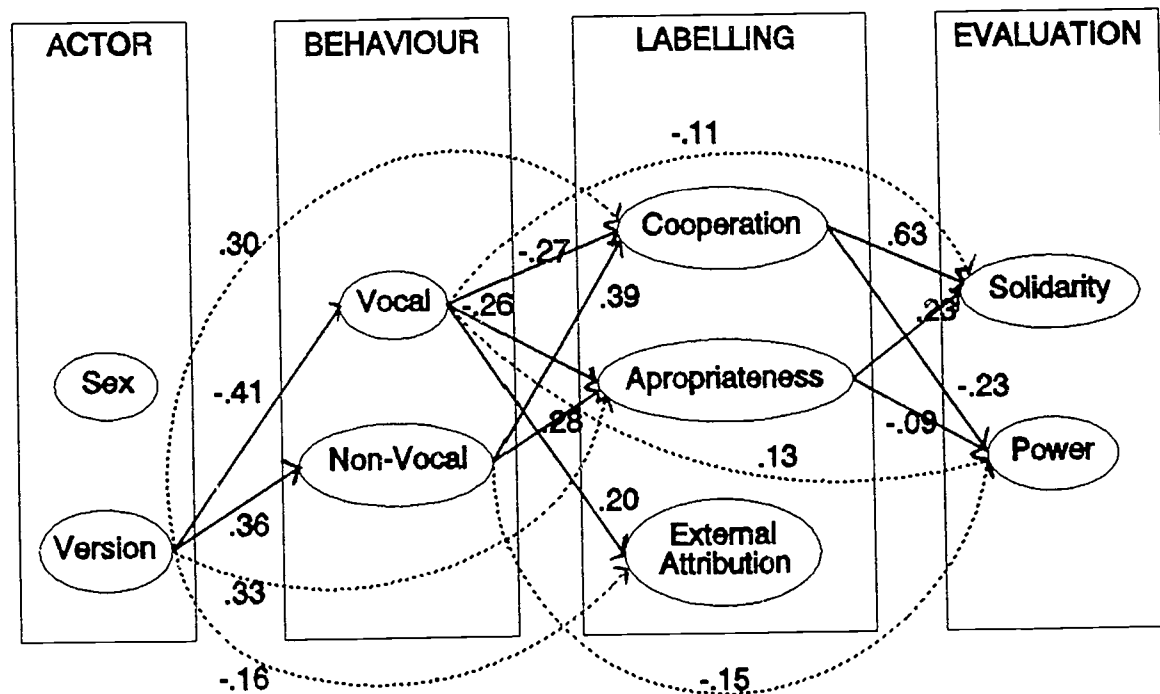 ACTOR
BEHAVIOUR
LABELLING
EVALUATION
-.11
Cooperation
.63
.30
-.27
Vocal
-.26
.39
Solidarity
.23
Sex
-.41
Apropriateness
-.23
.28
-.09
Non-Vocal
.13
Power
.36
.20
Version
External
Attribution
.33
-.16
-.15